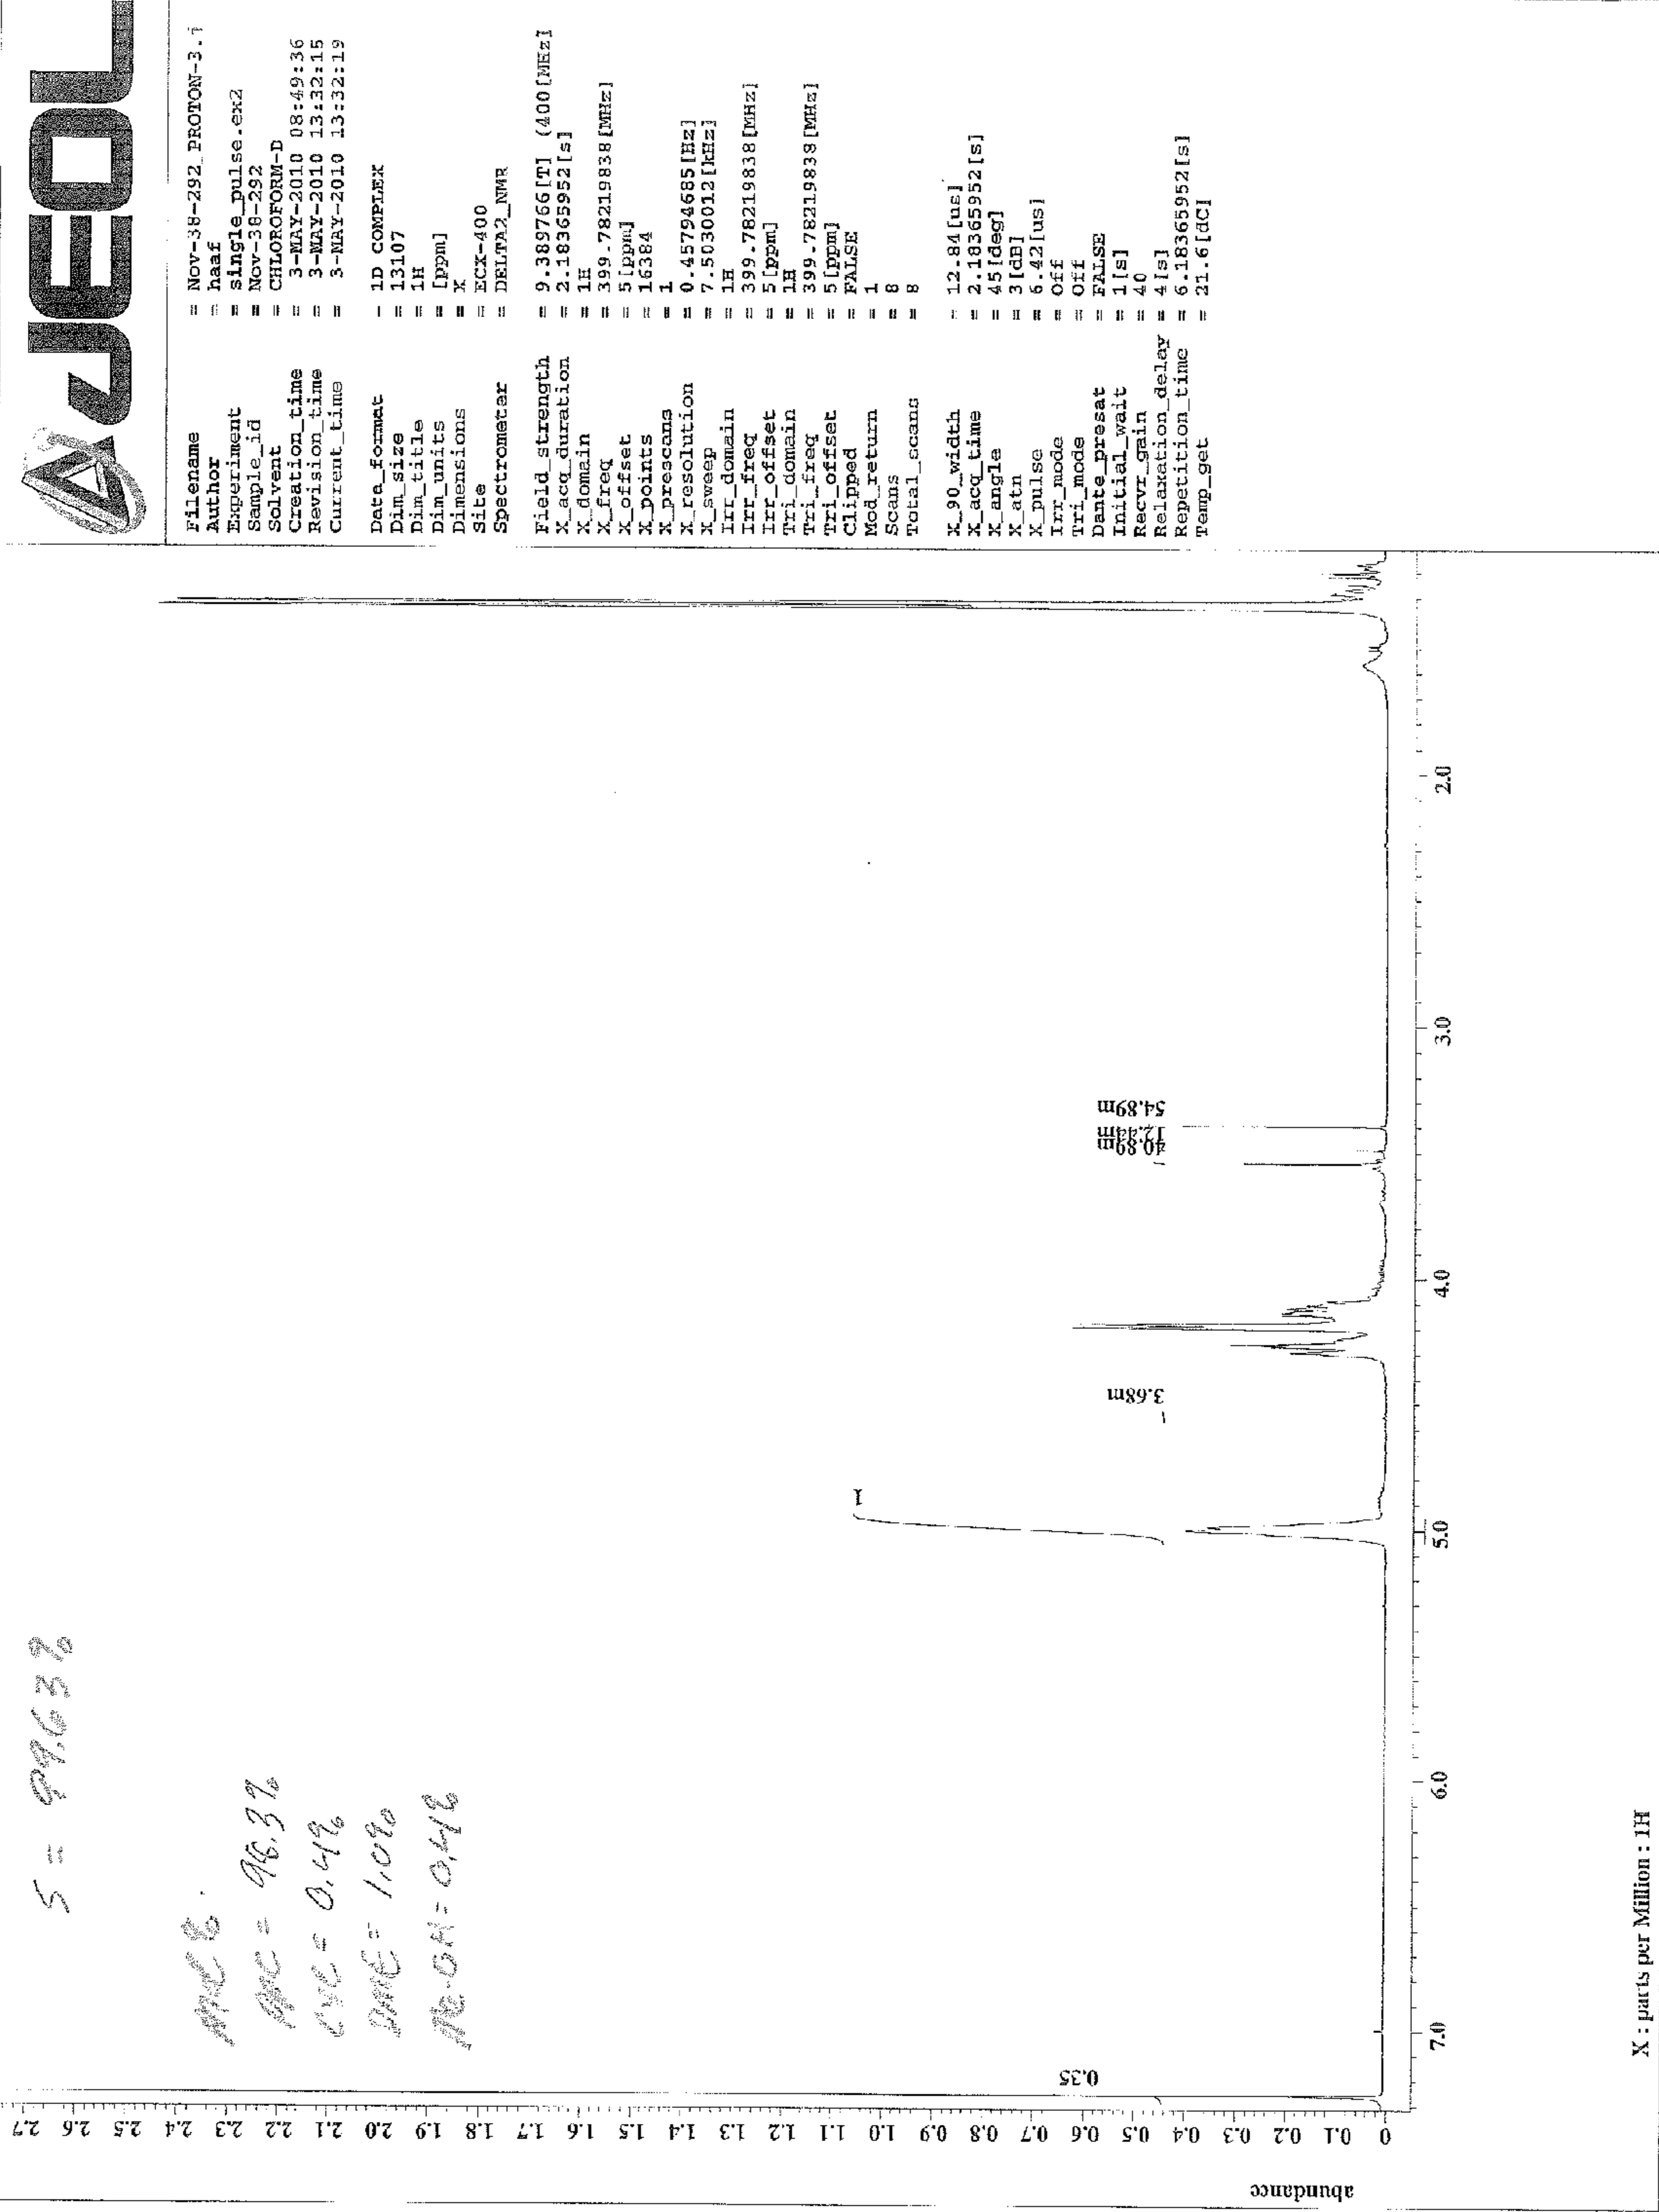 JEOL
Filename = Nov-38-292_PROTON-3.j
Author = haaf
Experiment = single_pulse.ex2
Sample_id = Nov-38-292
Solvent = CHLOROFORM-D
Creation_time = 3-MAY-2010 08:49:36
Revision_time = 3-MAY-2010 13:32:15
Current_time = 3-MAY-2010 13:32:19
Data_format = 1D COMPLEX
Dim_size = 13107
Dim_title = 1H
Dim_units = [ppm]
Dimensions = X
Site = ECX-400
Spectrometer = DELTA2_NMR
Field_strength = 9.389766[T] (400[MHz]
X_acq_duration = 2.18365952[s]
X_domain = 1H
X_freq = 399.78219838[MHz]
X_offset = 5[ppm]
X_points = 16384
X_prescans = 1
X_resolution = 0.45794685[Hz]
X_sweep = 7.5030012[kHz]
Irr_domain = 1H
Irr_freq = 399.78219838[MHz]
Irr_offset = 5[ppm]
Tri_domain = 1H
Tri_freq = 399.78219838[MHz]
Tri_offset = 5[ppm]
Clipped = FALSE
Mod_return = 1
Scans = 8
Total_scans = 8
X_90_width = 12.84[us]
X_acq_time = 2.18365952[s]
X_angle = 45[deg]
X_atn = 3[dB]
X_pulse = 6.42[us]
Irr_mode = Off
Tri_mode = Off
Dante_presat = FALSE
Initial_wait = 1[s]
Recvr_gain = 40
Relaxation_delay = 4[s]
Repetition_time = 6.18365952[s]
Temp_get = 21.6[dC]
5 = 99.63%
= 98.3%
= 0.4%
DME = 1.0%
OH = 0.4%
abundance
0 0.1 0.2 0.3 0.4 0.5 0.6 0.7 0.8 0.9 1.0 1.1 1.2 1.3 1.4 1.5 1.6 1.7 1.8 1.9 2.0 2.1 2.2 2.3 2.4 2.5 2.6 2.7
0.35
1
3.68m
40.89m
12.44m
54.89m
7.0 6.0 5.0 4.0 3.0 2.0
X : parts per Million : 1H